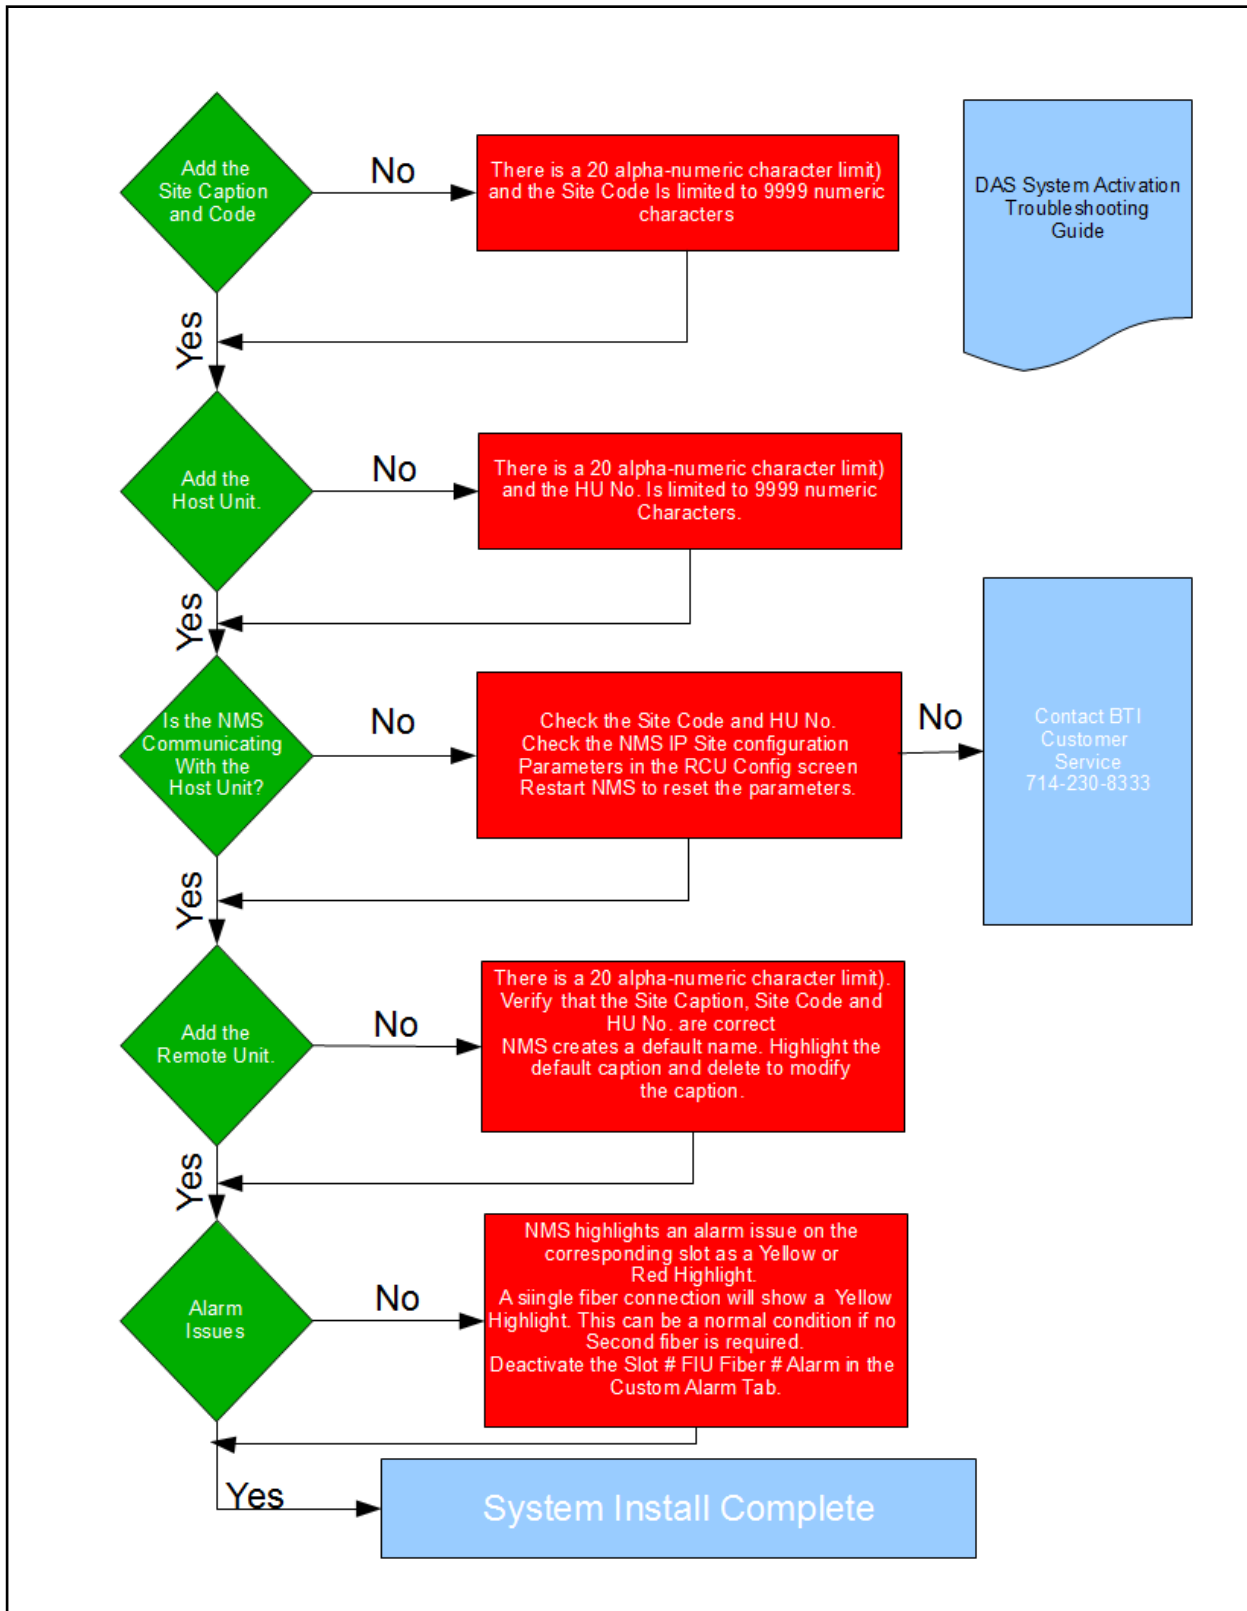 Add the
Site Caption
and Code
No
There is a 20 alpha-numeric character limit)
and the Site Code Is limited to 9999 numeric
characters
DAS System Activation
Troubleshooting
Guide
Yes
Add the
Host Unit.
No
There is a 20 alpha-numeric character limit)
and the HU No. Is limited to 9999 numeric
Characters.
Yes
Is the NMS
Communicating
With the
Host Unit?
No
Check the Site Code and HU No.
Check the NMS IP Site configuration
Parameters in the RCU Config screen
Restart NMS to reset the parameters.
No
Contact BTI
Customer
Service
714-230-8333
Yes
Add the
Remote Unit.
No
There is a 20 alpha-numeric character limit).
Verify that the Site Caption, Site Code and
HU No. are correct
NMS creates a default name. Highlight the
default caption and delete to modify
the caption.
Yes
Alarm
Issues
No
NMS highlights an alarm issue on the
corresponding slot as a Yellow or
Red Highlight.
A siingle fiber connection will show a Yellow
Highlight. This can be a normal condition if no
Second fiber is required.
Deactivate the Slot # FIU Fiber # Alarm in the
Custom Alarm Tab.
Yes
System Install Complete